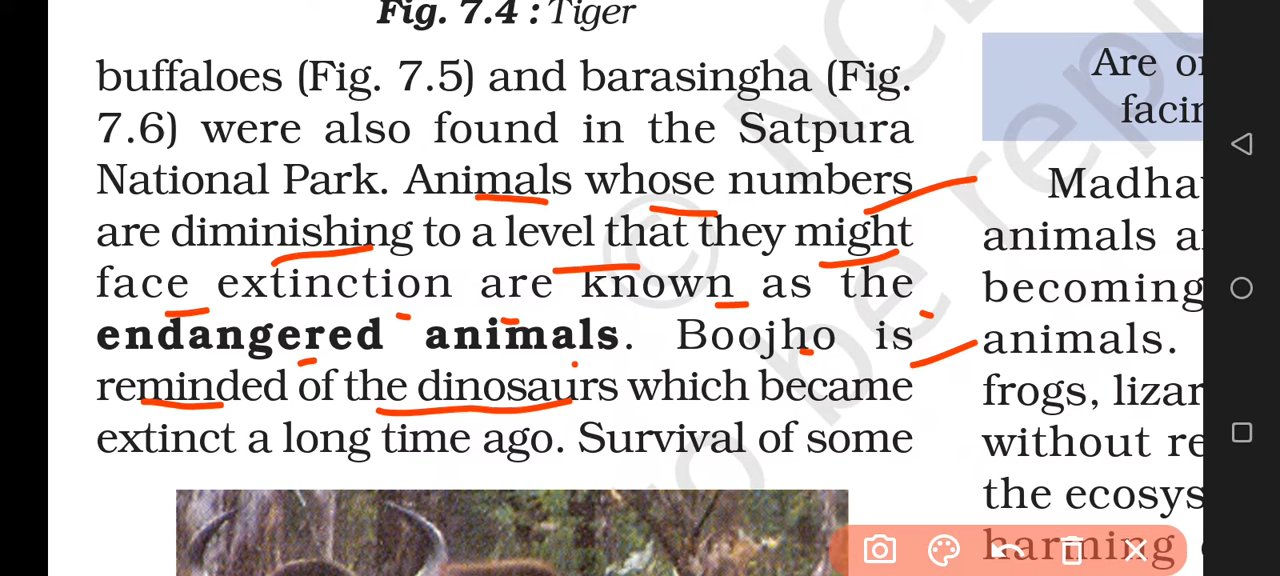 Fig. 7.4 : Tiger
buffaloes (Fig. 7.5) and barasingha (Fig.
7.6) were also found in the Satpura
National Park. Animals whose numbers
are diminishing to a level that they might
face extinction are known as the
endangered animals. Boojho is
reminded of the dinosaurs which became
extinct a long time ago. Survival of some
Are
facin
Madha
animals a
becoming
animals.
frogs, lizar
without re
the ecosys
harming